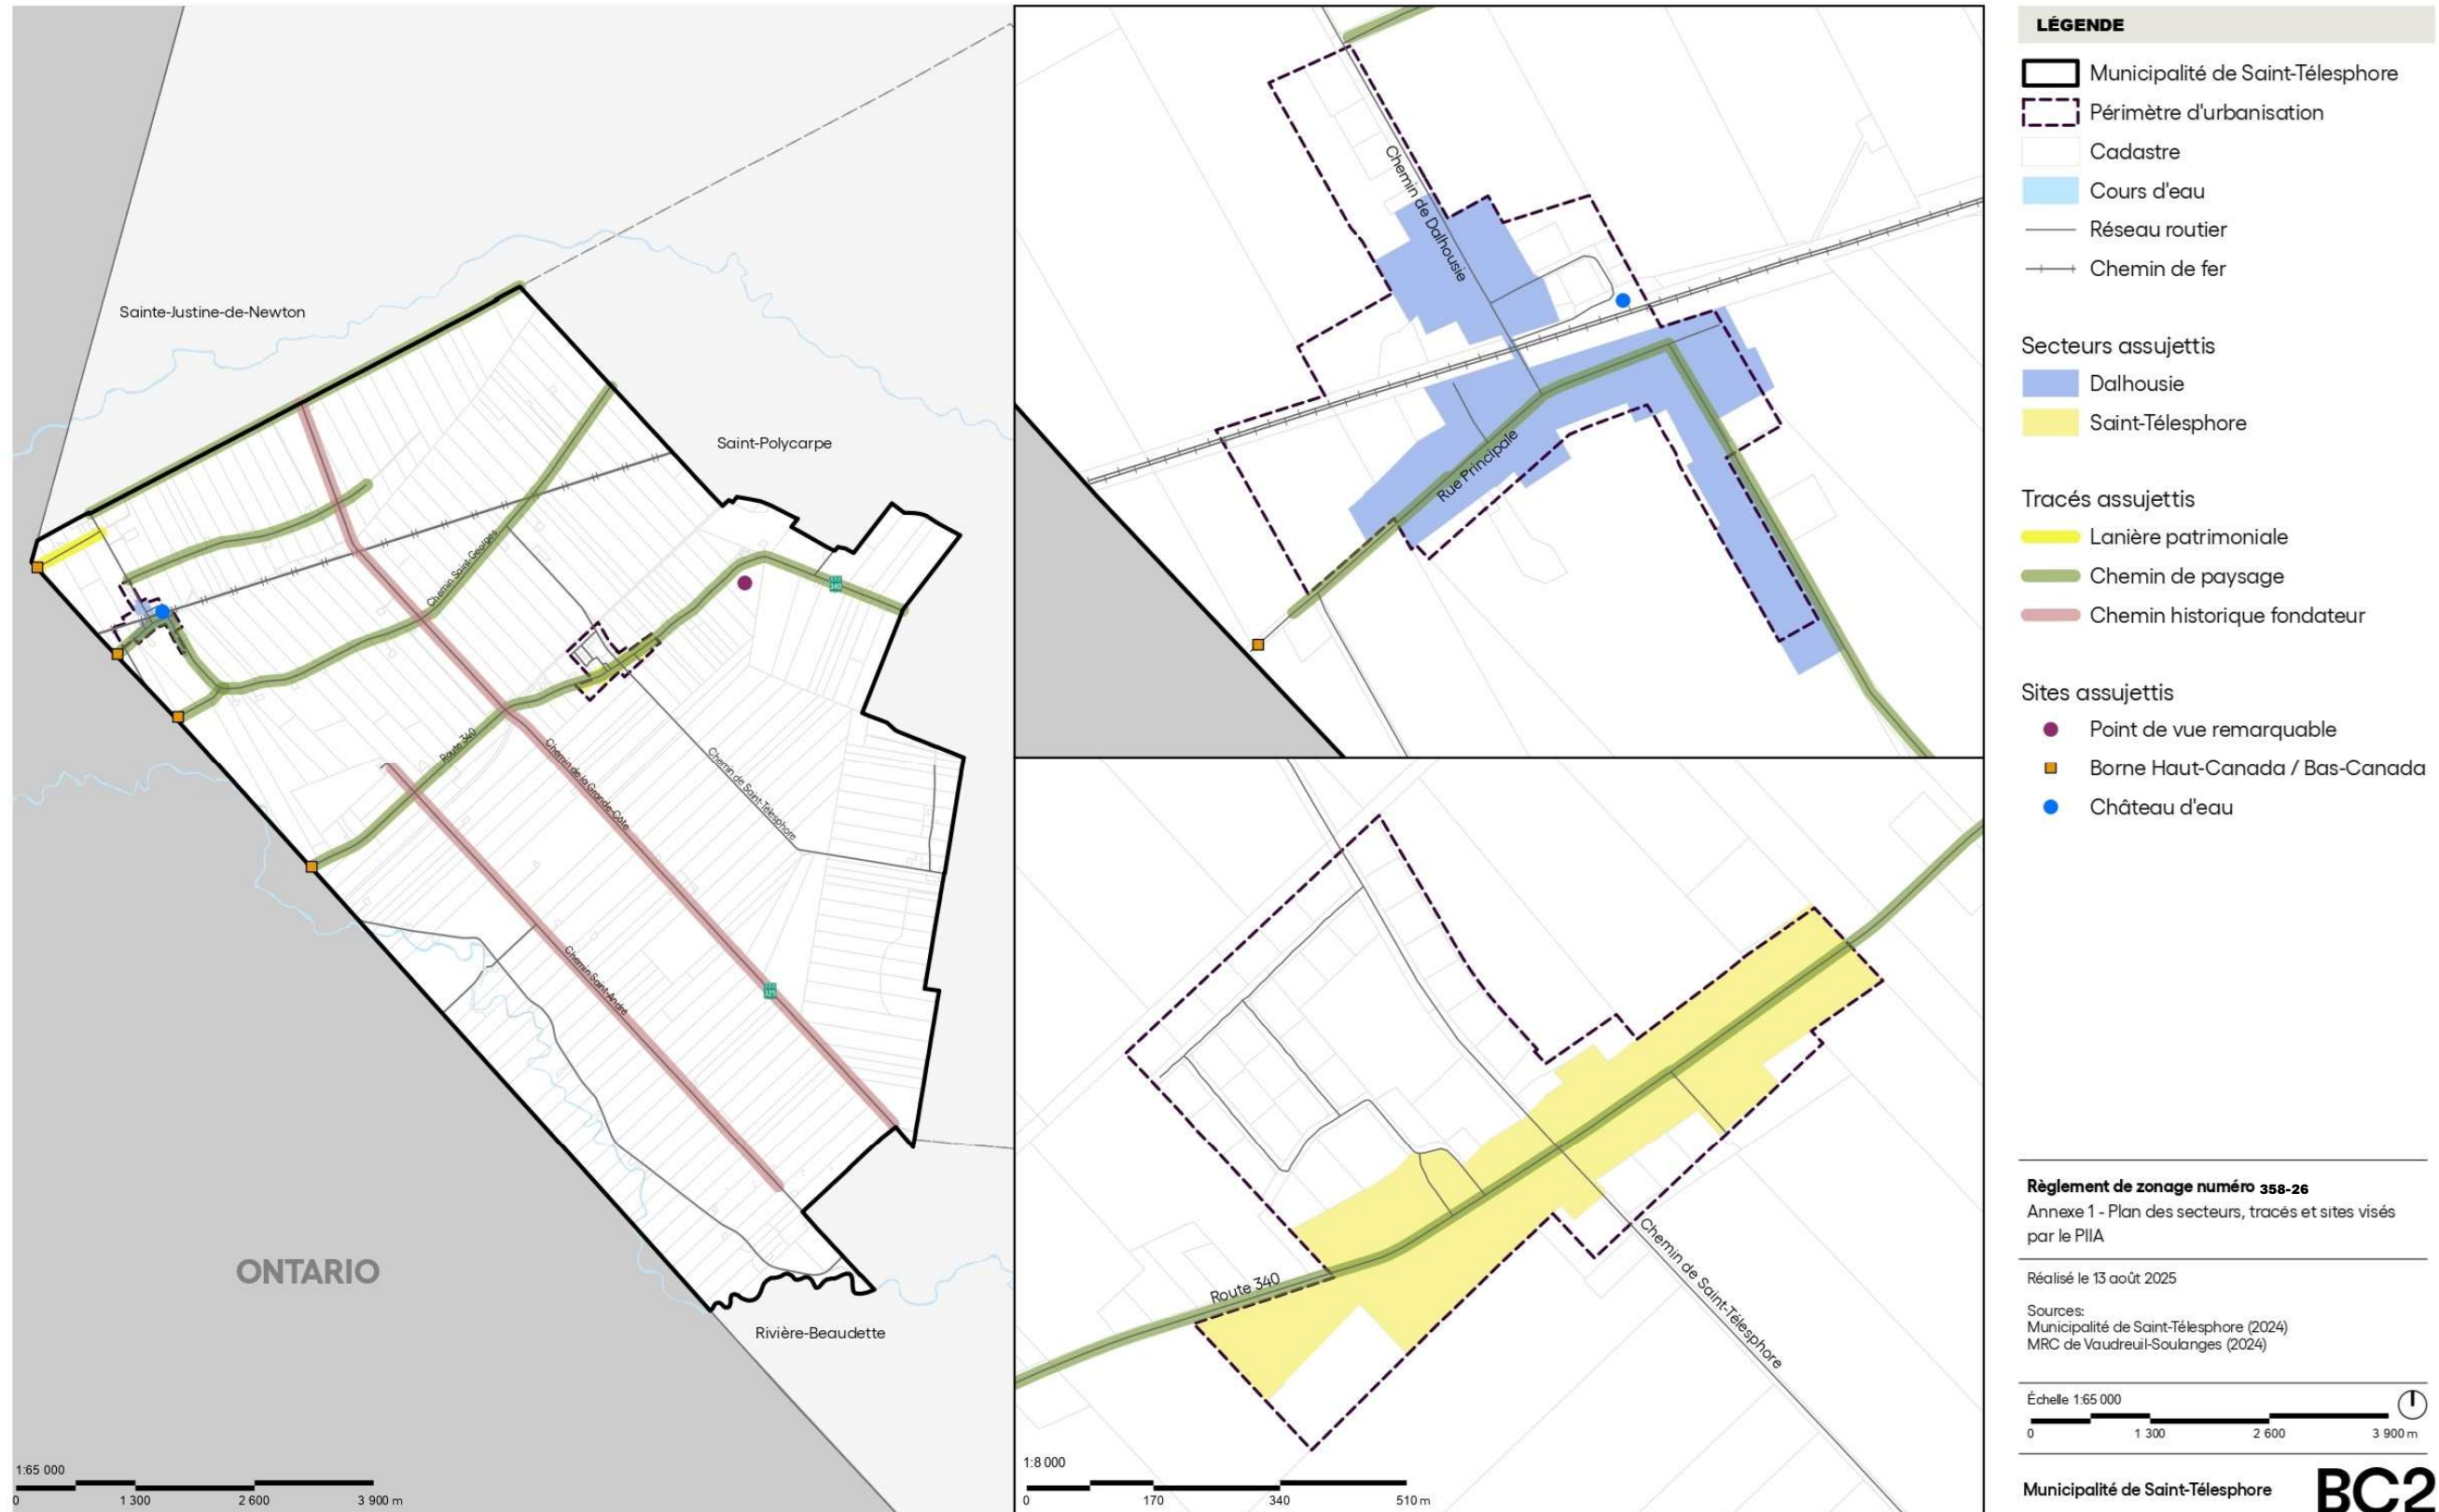 Sainte-Justine-de-Newton
Saint-Polycarpe
Chemin Saint-Georges
Route 340
Chemin de la Grande-Côte
Chemin de Saint-Télesphore
Chemin Saint-André
340
325
ONTARIO
Rivière-Beaudette
1:65 000
0 1 300 2 600 3 900 m
Chemin de Dalhousie
Rue Principale
Route 340
Chemin de Saint-Télesphore
1:8 000
0 170 340 510 m
LÉGENDE
Municipalité de Saint-Télesphore
Périmètre d'urbanisation
Cadastre
Cours d'eau
Réseau routier
Chemin de fer
Secteurs assujettis
Dalhousie
Saint-Télesphore
Tracés assujettis
Lanière patrimoniale
Chemin de paysage
Chemin historique fondateur
Sites assujettis
Point de vue remarquable
Borne Haut-Canada / Bas-Canada
Château d'eau
Règlement de zonage numéro 358-26
Annexe 1 - Plan des secteurs, tracés et sites visés
par le PIIA
Réalisé le 13 août 2025
Sources:
Municipalité de Saint-Télesphore (2024)
MRC de Vaudreuil-Soulanges (2024)
Échelle 1:65 000
0 1 300 2 600 3 900 m
Municipalité de Saint-Télesphore
BC2